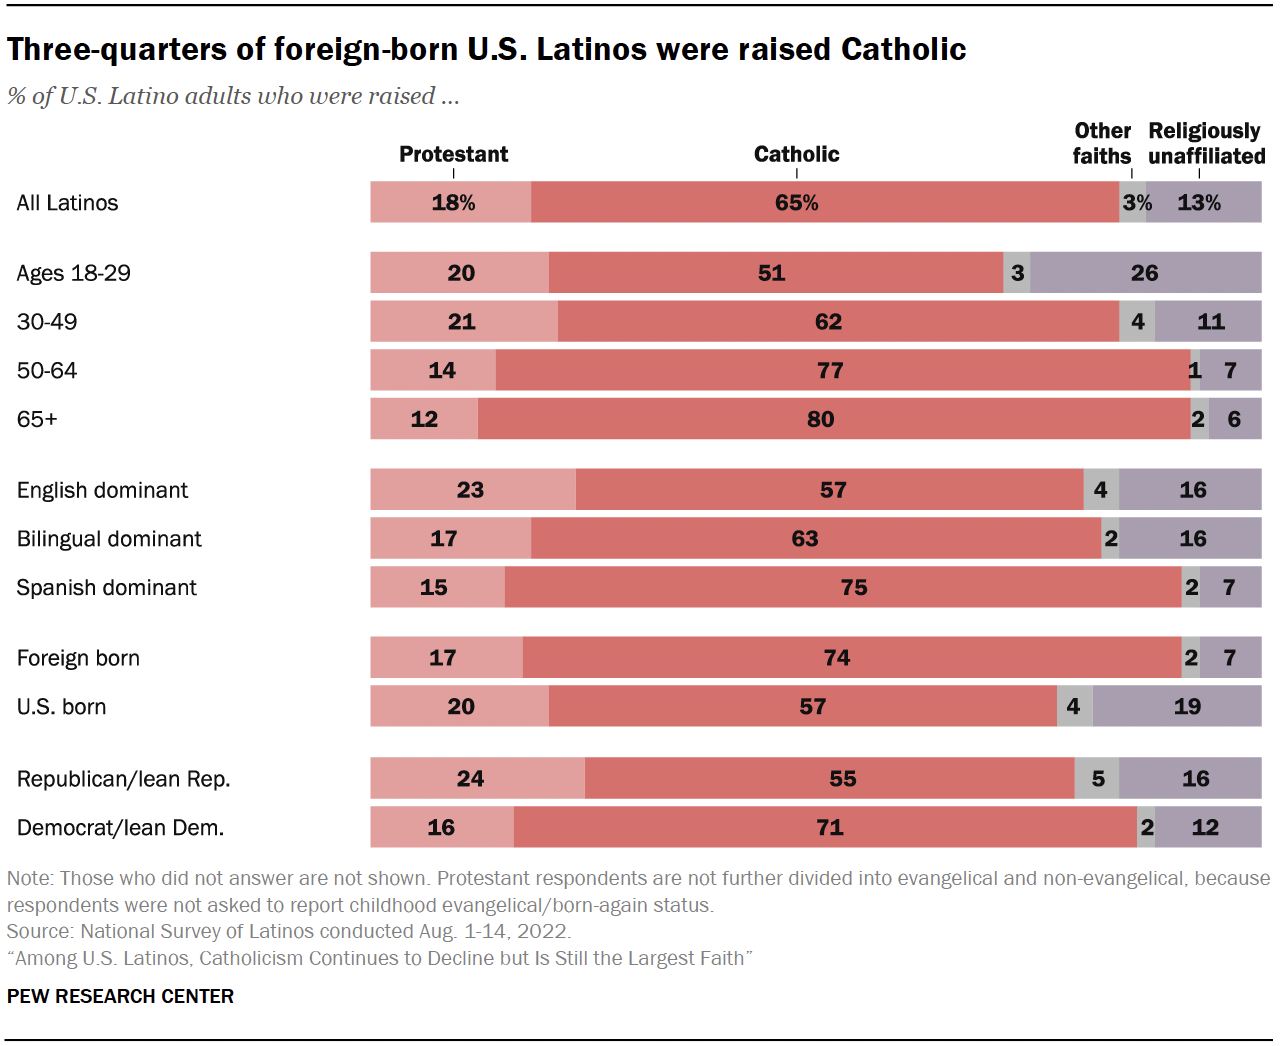 Three-quarters of foreign-born U.S. Latinos were raised Catholic
% of U.S. Latino adults who were raised ...
Protestant Catholic Other faiths Religiously unaffiliated
All Latinos 18% 65% 3% 13%
Ages 18-29 20 51 3 26
30-49 21 62 4 11
50-64 14 77 1 7
65+ 12 80 2 6
English dominant 23 57 4 16
Bilingual dominant 17 63 2 16
Spanish dominant 15 75 2 7
Foreign born 17 74 2 7
U.S. born 20 57 4 19
Republican/lean Rep. 24 55 5 16
Democrat/lean Dem. 16 71 2 12
Note: Those who did not answer are not shown. Protestant respondents are not further divided into evangelical and non-evangelical, because
respondents were not asked to report childhood evangelical/born-again status.
Source: National Survey of Latinos conducted Aug. 1-14, 2022.
“Among U.S. Latinos, Catholicism Continues to Decline but Is Still the Largest Faith”
PEW RESEARCH CENTER